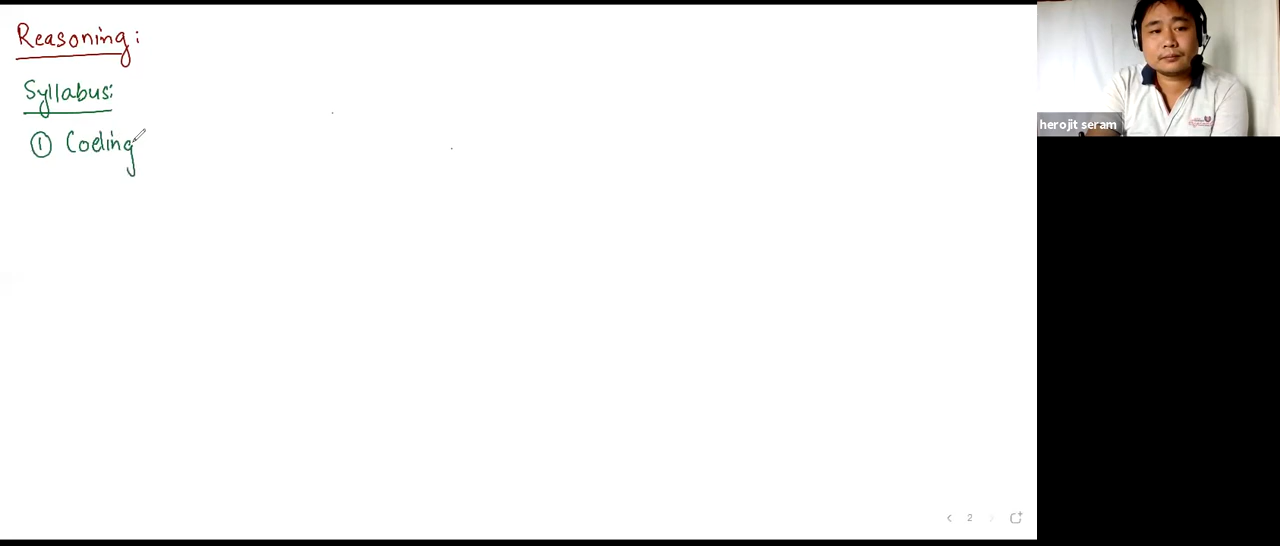 Reasoning:
Syllabus:
① Coding
herojit seram
2